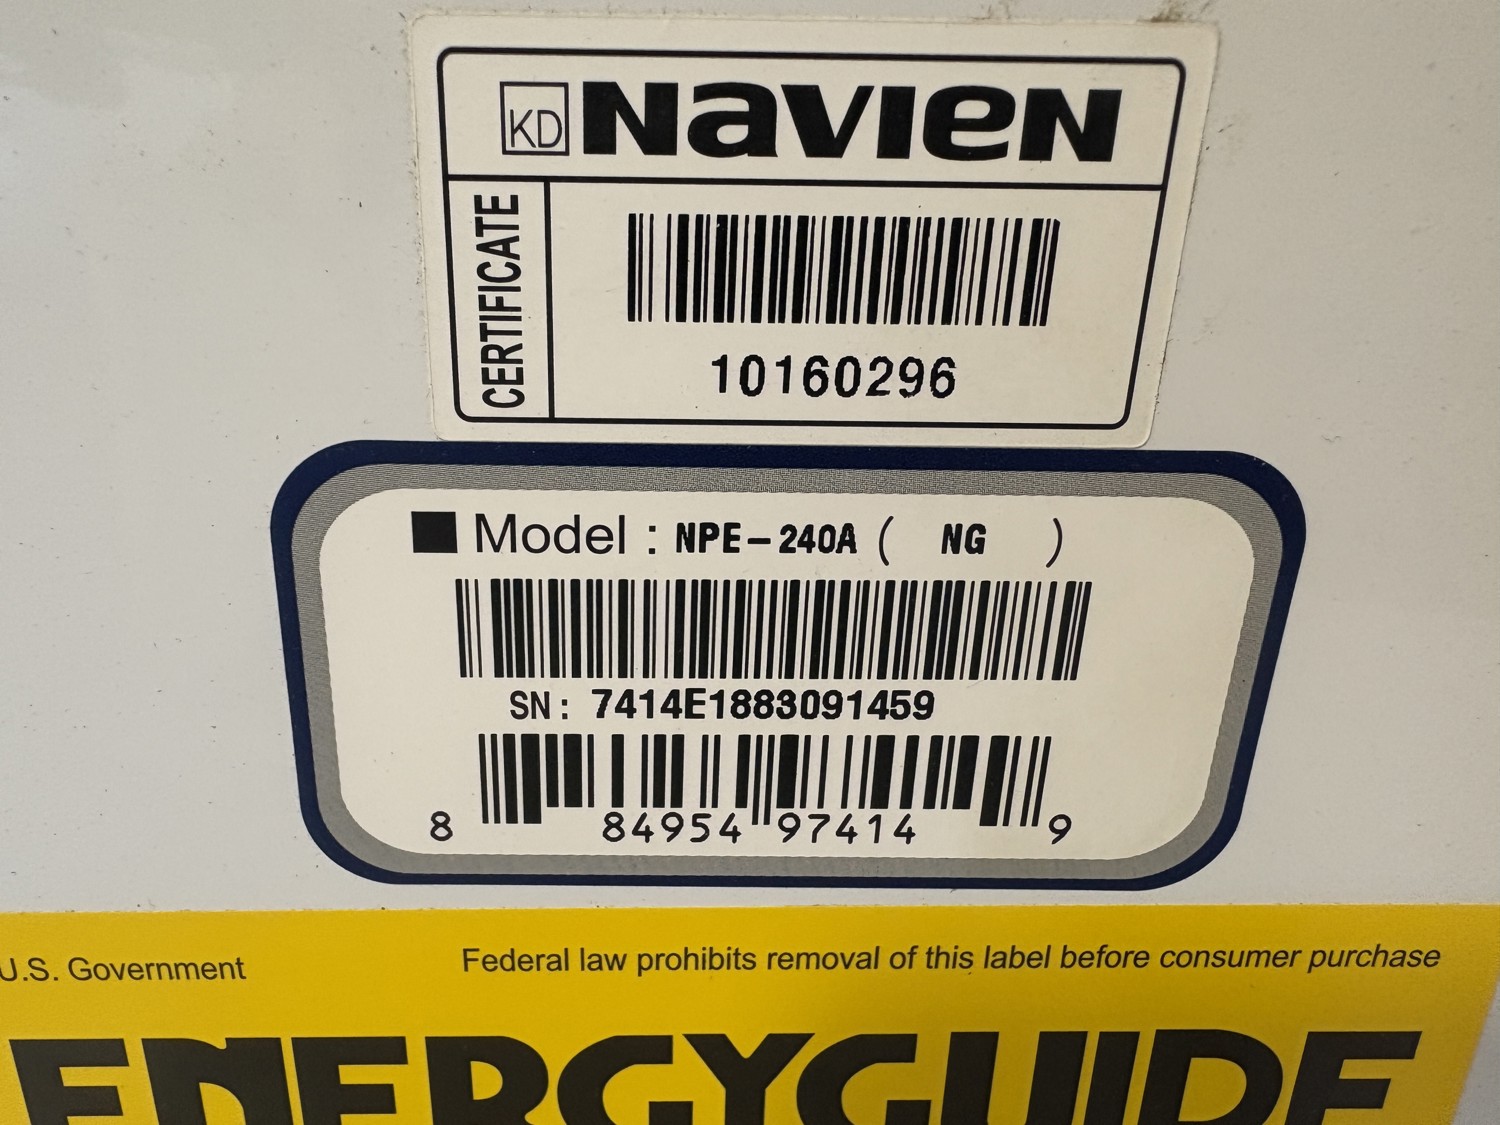 KD NaVIeN
CERTIFICATE
10160296
■ Model : NPE-240A ( NG )
SN: 7414E1883091459
8 84954 97414 9
U.S. Government
Federal law prohibits removal of this label before consumer purchase
ENERGYGUIDE